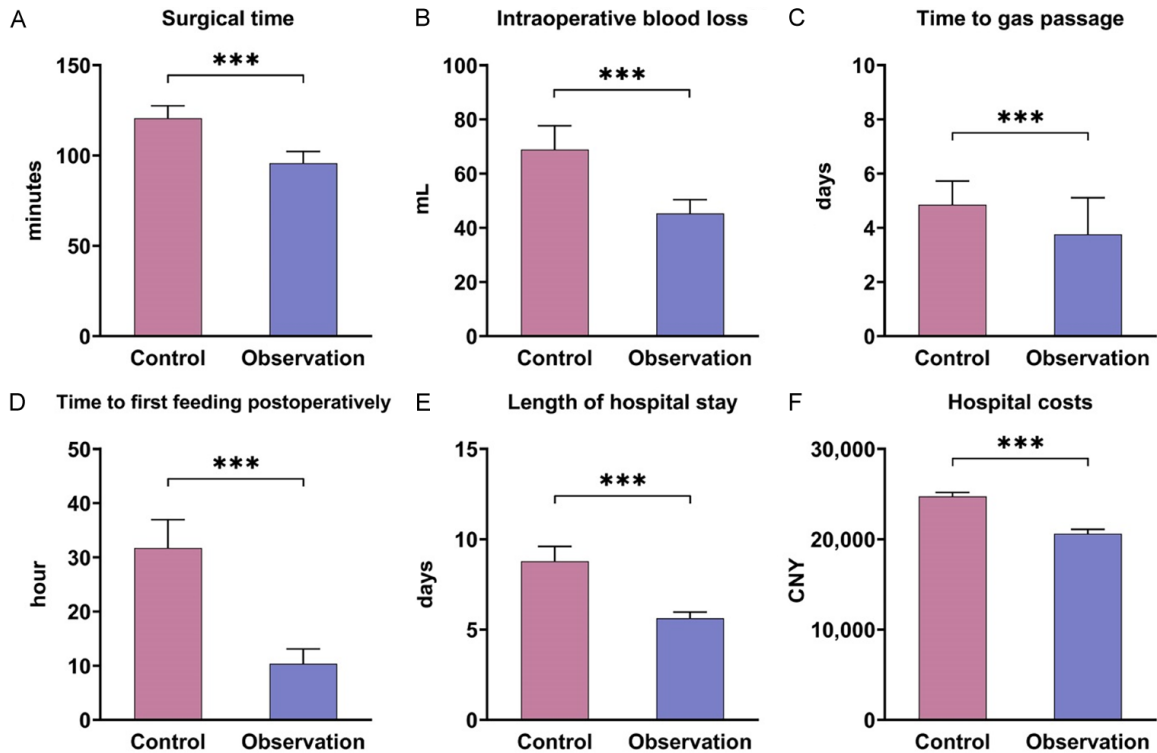 A Surgical time
***
150
100
50
0
minutes
Control Observation
B Intraoperative blood loss
***
100
80
60
40
20
0
mL
Control Observation
C Time to gas passage
***
10
8
6
4
2
0
days
Control Observation
D Time to first feeding postoperatively
***
50
40
30
20
10
0
hour
Control Observation
E Length of hospital stay
***
15
10
5
0
days
Control Observation
F Hospital costs
***
30,000
20,000
10,000
0
CNY
Control Observation